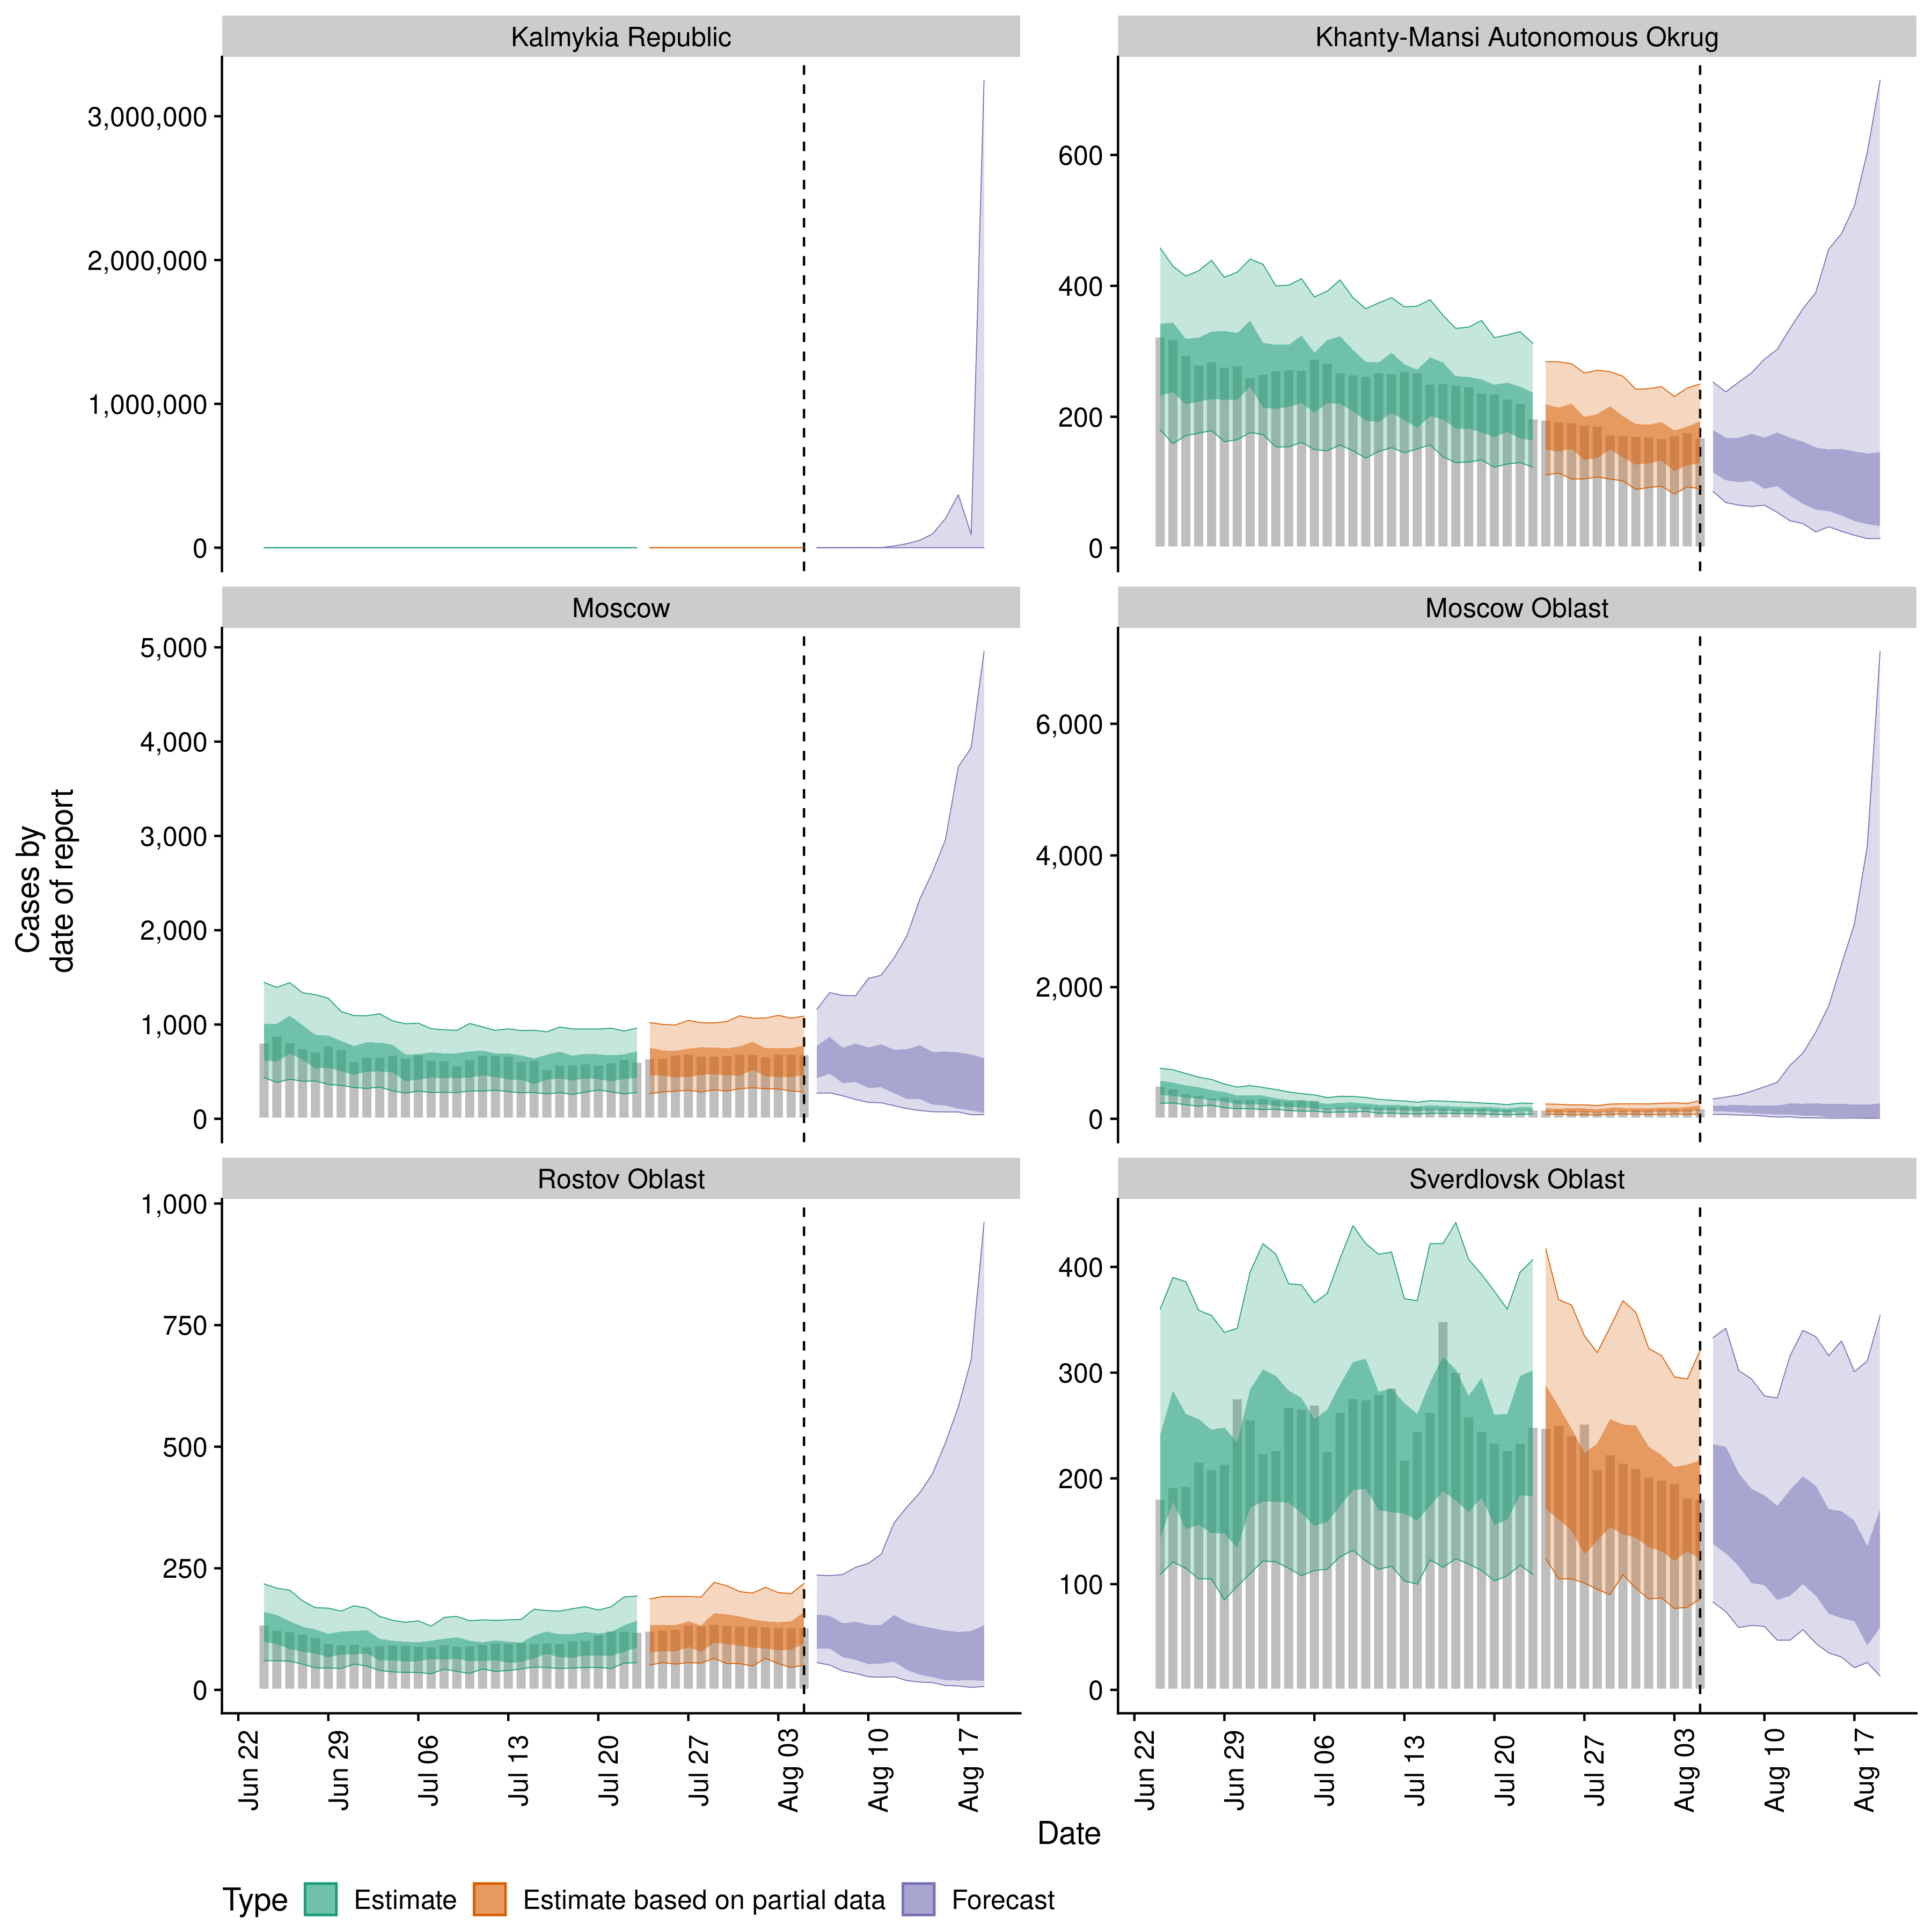 Kalmykia Republic
Khanty-Mansi Autonomous Okrug
3,000,000
2,000,000
1,000,000
0
600
400
200
0
Moscow
Moscow Oblast
5,000
4,000
3,000
2,000
1,000
0
6,000
4,000
2,000
0
Cases by
date of report
Rostov Oblast
Sverdlovsk Oblast
1,000
750
500
250
0
400
300
200
100
0
Jun 22
Jun 29
Jul 06
Jul 13
Jul 20
Jul 27
Aug 03
Aug 10
Aug 17
Jun 22
Jun 29
Jul 06
Jul 13
Jul 20
Jul 27
Aug 03
Aug 10
Aug 17
Date
Type Estimate Estimate based on partial data Forecast